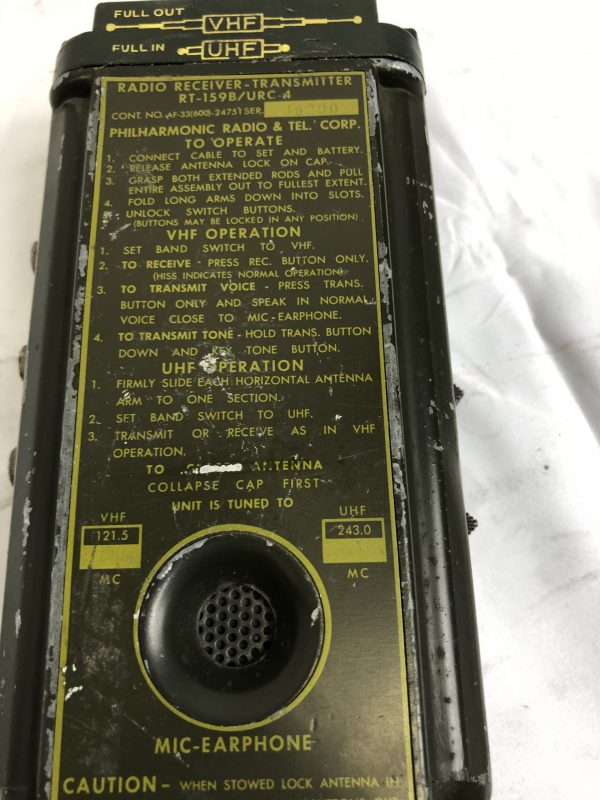 FULL OUT VHF
FULL IN UHF
RADIO RECEIVER-TRANSMITTER
RT-159B/URC-4
CONT. NO. AF-33(600)-24751 SER.
PHILHARMONIC RADIO & TEL. CORP.
TO OPERATE
1. CONNECT CABLE TO SET AND BATTERY.
2. RELEASE ANTENNA LOCK ON CAP.
3. GRASP BOTH EXTENDED RODS AND PULL
ENTIRE ASSEMBLY OUT TO FULLEST EXTENT.
4. FOLD LONG ARMS DOWN INTO SLOTS.
UNLOCK SWITCH BUTTONS.
(BUTTONS MAY BE LOCKED IN ANY POSITION)
VHF OPERATION
1. SET BAND SWITCH TO VHF.
2. TO RECEIVE - PRESS REC. BUTTON ONLY.
(HISS INDICATES NORMAL OPERATION)
3. TO TRANSMIT VOICE - PRESS TRANS.
BUTTON ONLY AND SPEAK IN NORMAL
VOICE CLOSE TO MIC-EARPHONE.
4. TO TRANSMIT TONE - HOLD TRANS. BUTTON
DOWN AND KEY TONE BUTTON.
UHF OPERATION
1. FIRMLY SLIDE EACH HORIZONTAL ANTENNA
ARM TO ONE SECTION.
2. SET BAND SWITCH TO UHF.
3. TRANSMIT OR RECEIVE AS IN VHF
OPERATION.
TO ANTENNA
COLLAPSE CAP FIRST
UNIT IS TUNED TO
VHF UHF
121.5 243.0
MC MC
MIC-EARPHONE
CAUTION - WHEN STOWED LOCK ANTENNA IN